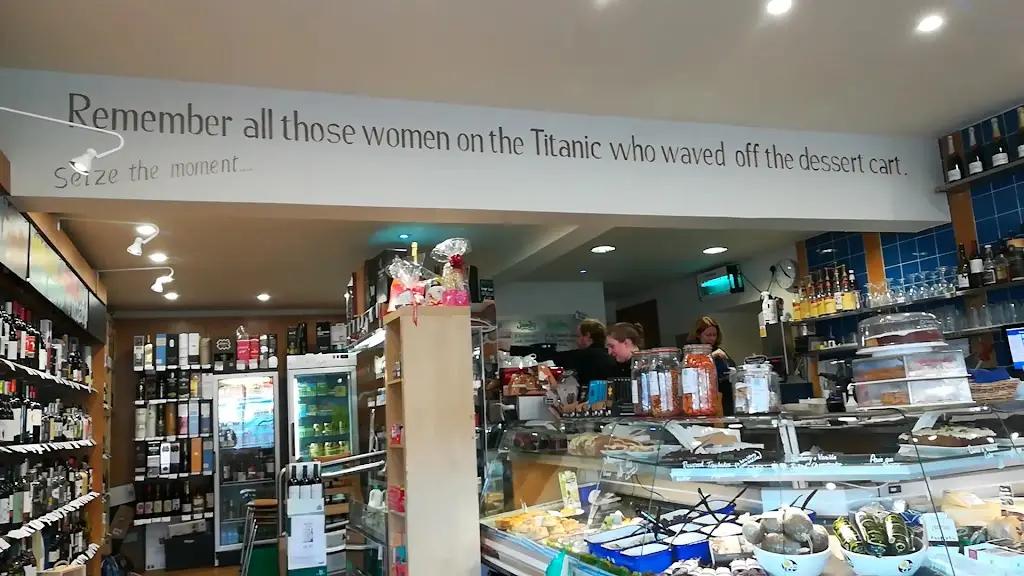 Remember all those women on the Titanic who waved off the dessert cart.
Seize the moment....